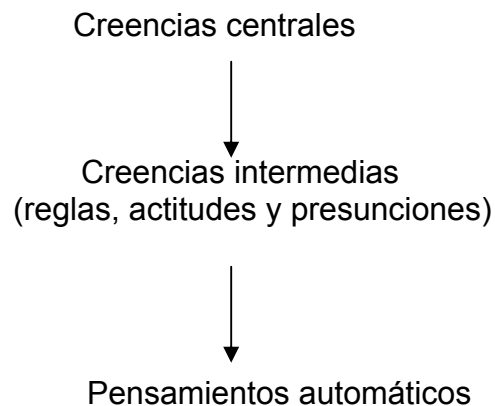 Creencias centrales
Creencias intermedias
(reglas, actitudes y presunciones)
Pensamientos automáticos